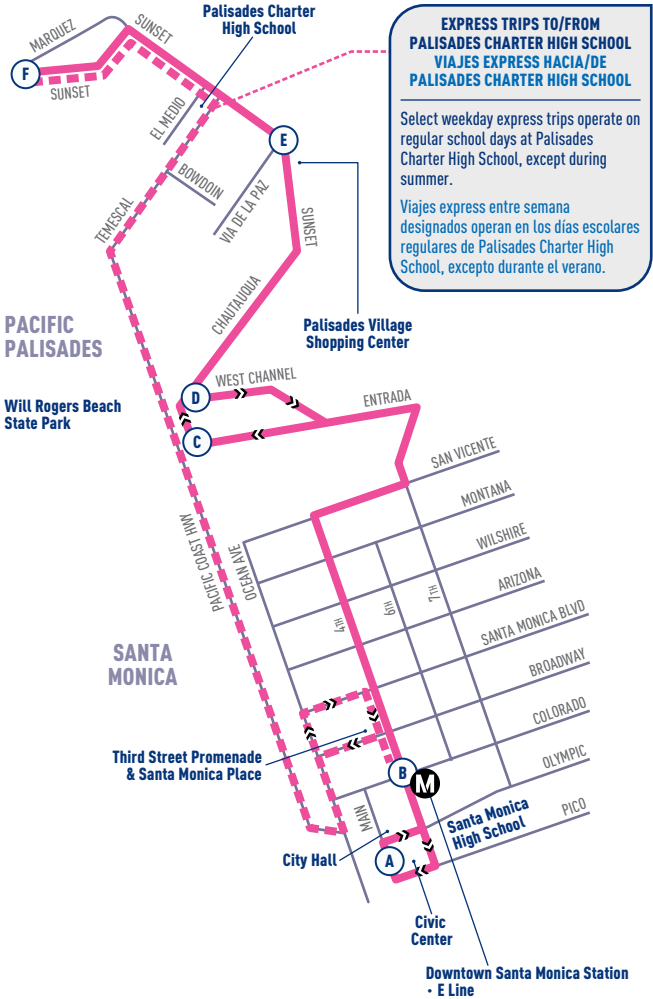 Palisades Charter
High School
EXPRESS TRIPS TO/FROM
PALISADES CHARTER HIGH SCHOOL
VIAJES EXPRESS HACIA/DE
PALISADES CHARTER HIGH SCHOOL
Select weekday express trips operate on
regular school days at Palisades
Charter High School, except during
summer.
Viajes express entre semana
designados operan en los días escolares
regulares de Palisades Charter High
School, excepto durante el verano.
MARQUEZ
SUNSET
F
SUNSET
EL MEDIO
E
BOWDOIN
VIA DE LA PAZ
TEMESCAL
SUNSET
CHAUTAUQUA
PACIFIC
PALISADES
Palisades Village
Shopping Center
Will Rogers Beach
State Park
D
WEST CHANNEL
ENTRADA
C
SAN VICENTE
MONTANA
WILSHIRE
ARIZONA
SANTA MONICA BLVD
BROADWAY
COLORADO
OLYMPIC
PICO
PACIFIC COAST HWY
OCEAN AVE
4TH
6TH
7TH
SANTA
MONICA
Third Street Promenade
& Santa Monica Place
B
M
MAIN
Santa Monica
High School
City Hall
A
Civic
Center
Downtown Santa Monica Station
• E Line